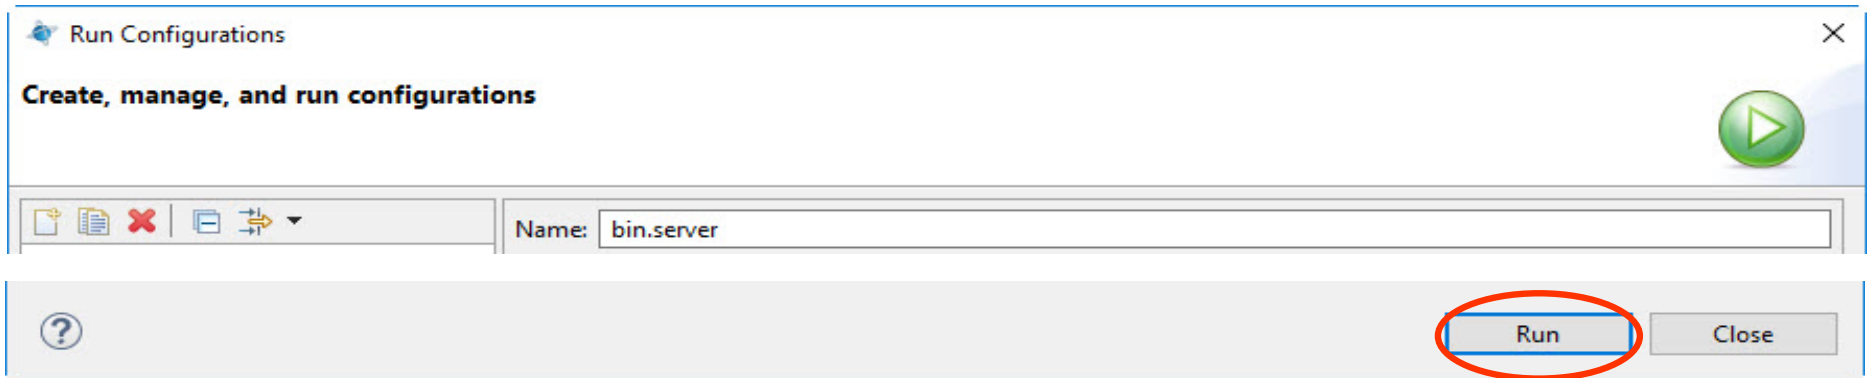 Run Configurations
Create, manage, and run configurations
Name: bin.server
Run Close